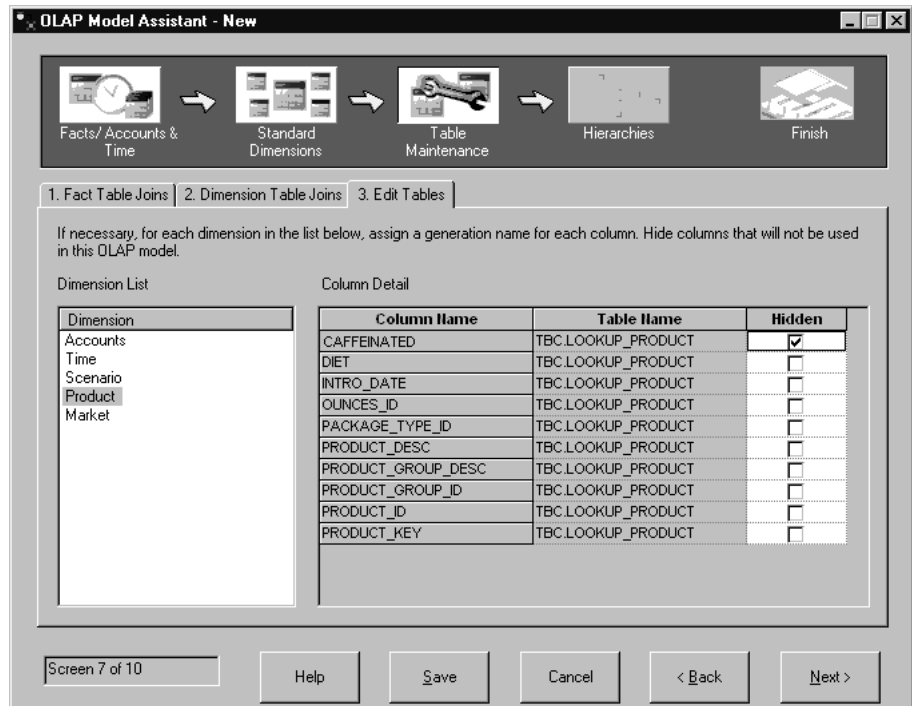 OLAP Model Assistant - New
Facts/ Accounts & Time
Standard Dimensions
Table Maintenance
Hierarchies
Finish
1. Fact Table Joins
2. Dimension Table Joins
3. Edit Tables
If necessary, for each dimension in the list below, assign a generation name for each column. Hide columns that will not be used
in this OLAP model.
Dimension List
Column Detail
Dimension
Accounts
Time
Scenario
Product
Market
Column Name Table Name Hidden
CAFFEINATED TBC.LOOKUP_PRODUCT
DIET TBC.LOOKUP_PRODUCT
INTRO_DATE TBC.LOOKUP_PRODUCT
OUNCES_ID TBC.LOOKUP_PRODUCT
PACKAGE_TYPE_ID TBC.LOOKUP_PRODUCT
PRODUCT_DESC TBC.LOOKUP_PRODUCT
PRODUCT_GROUP_DESC TBC.LOOKUP_PRODUCT
PRODUCT_GROUP_ID TBC.LOOKUP_PRODUCT
PRODUCT_ID TBC.LOOKUP_PRODUCT
PRODUCT_KEY TBC.LOOKUP_PRODUCT
Screen 7 of 10
Help
Save
Cancel
< Back
Next >